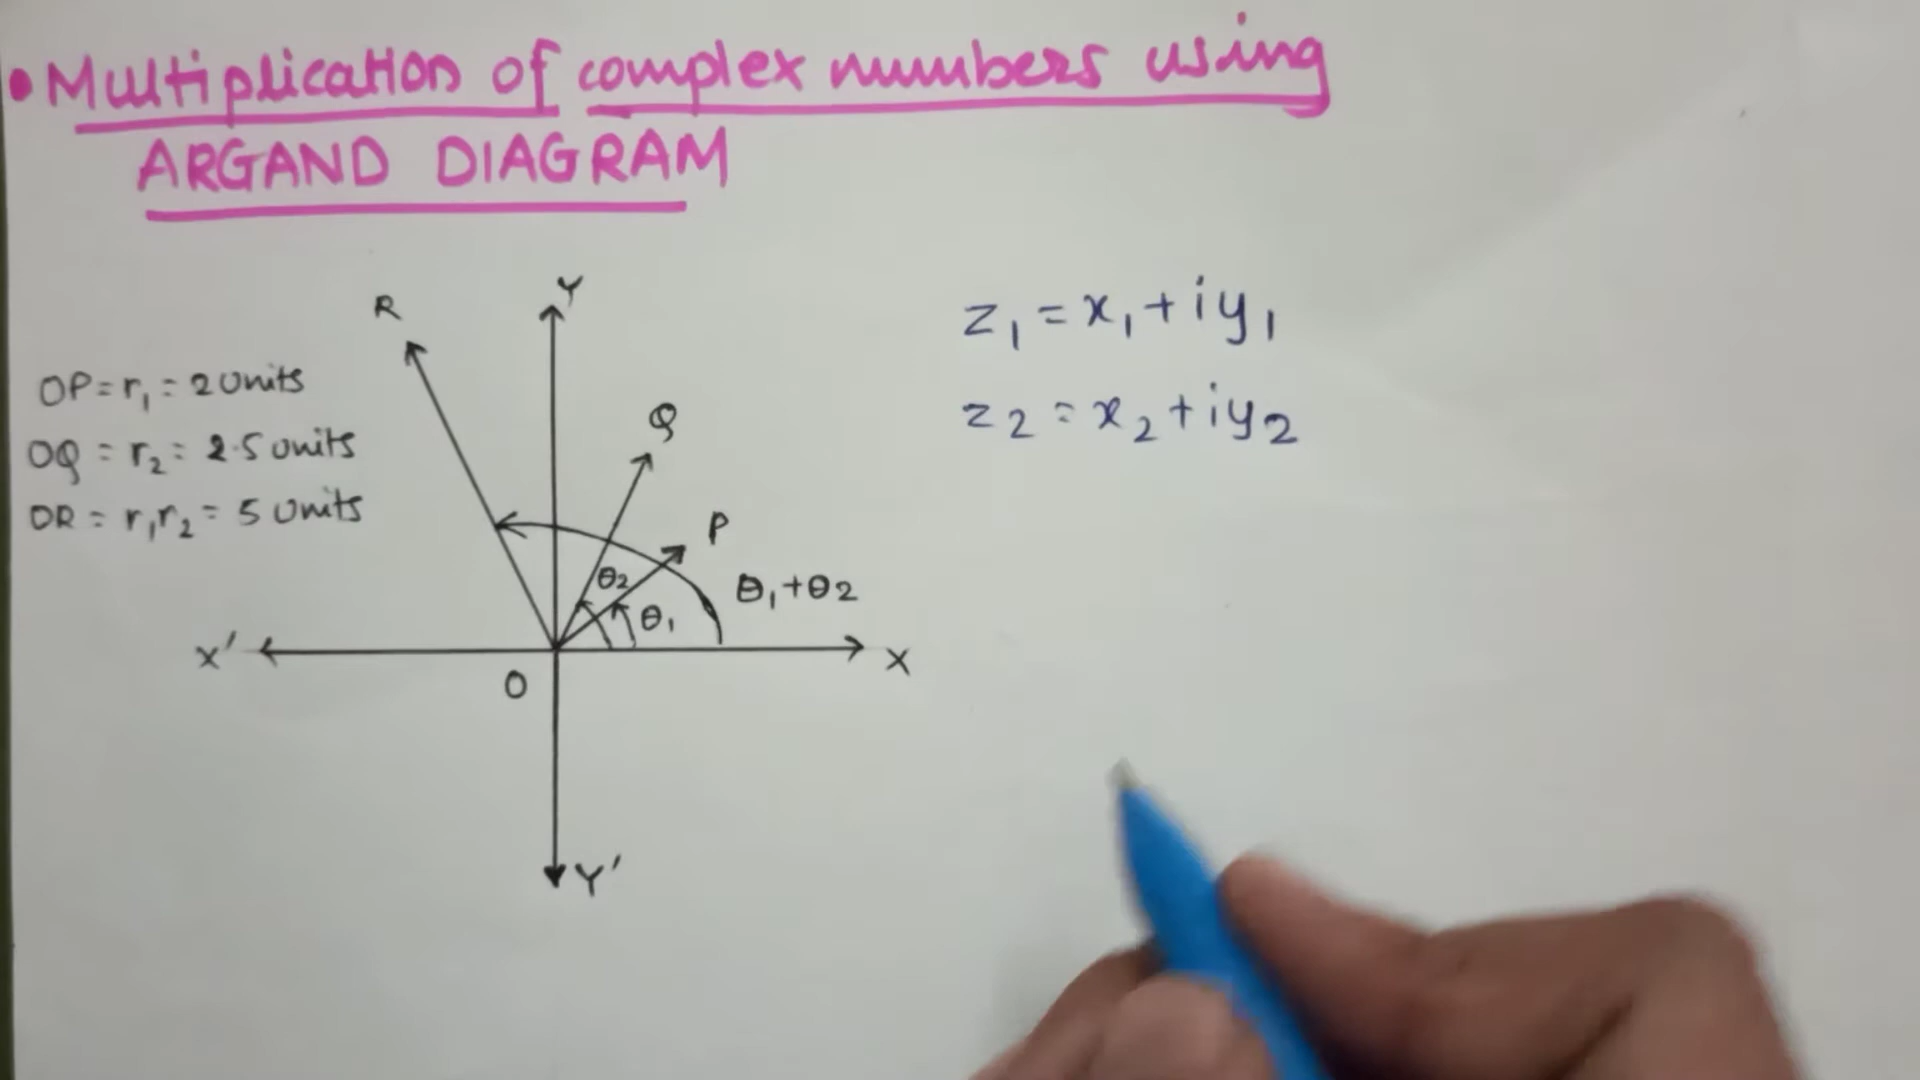 • Multiplication of complex numbers using
ARGAND DIAGRAM
R
Y
OP = r₁ = 2 units
OQ = r₂ = 2.5 units
OR = r₁r₂ = 5 units
Q
P
θ₂
θ₁
θ₁+θ₂
X'
O
X
Y'
z₁ = x₁ + iy₁
z₂ = x₂ + iy₂